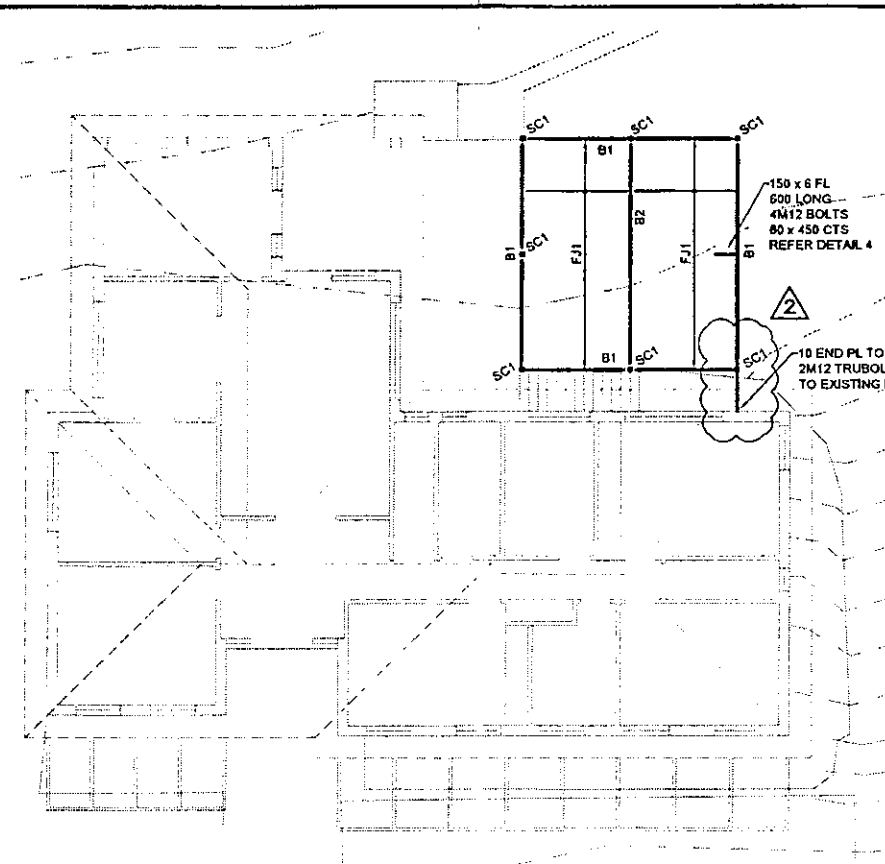 SC1
SC1
SC1
B1
150 x 6 FL
600 LONG
4M12 BOLTS
80 x 450 CTS
REFER DETAIL 4
B2
SC1
B1
FJ1
FJ1
B1
2
SC1
B1
SC1
SC1
10 END PL TO
2M12 TRUBOL
TO EXISTING